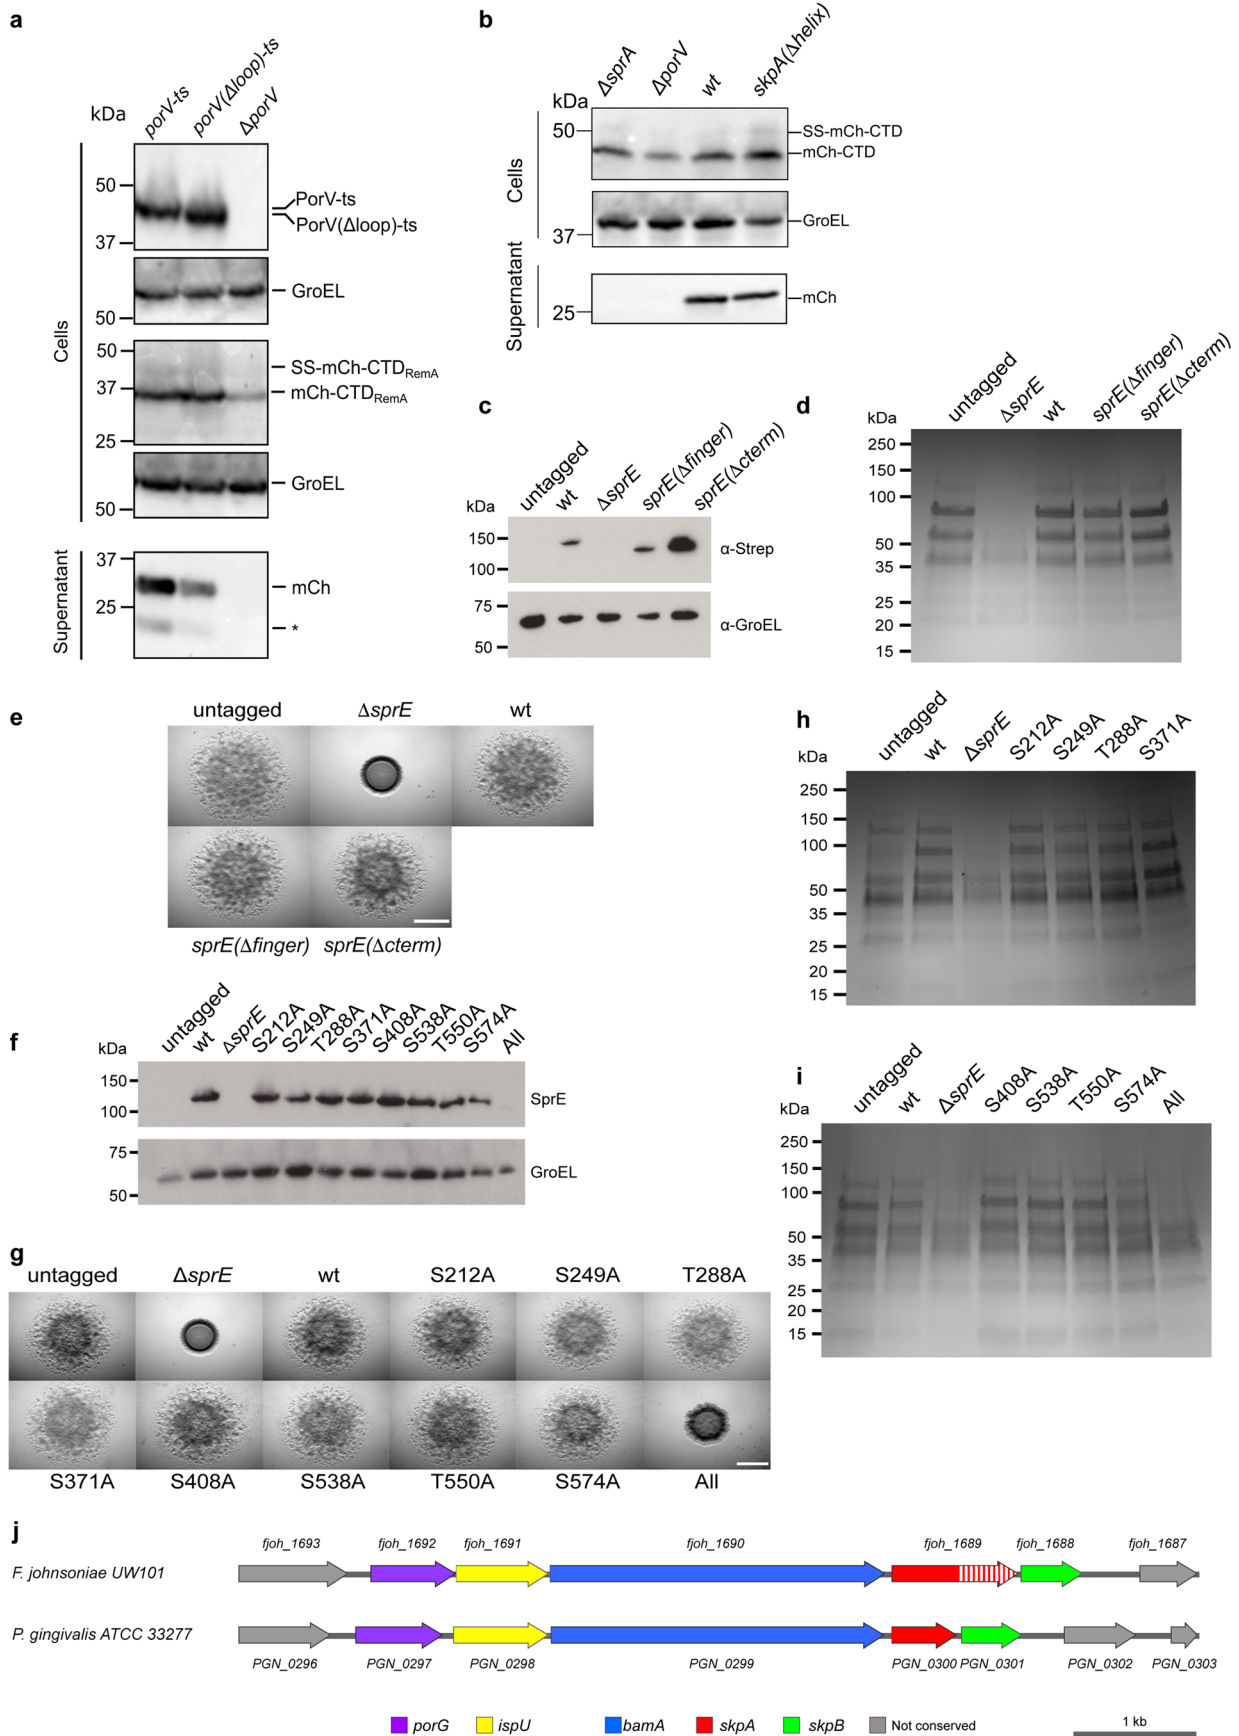 a
kDa
porV-ts
porV(Δloop)-ts
ΔporV
50
37
PorV-ts
PorV(Δloop)-ts
50
GroEL
Cells
50
37
25
SS-mCh-CTDRemA
mCh-CTDRemA
50
GroEL
Supernatant
37
25
mCh
*
b
kDa
ΔsprA
ΔporV
wt
skpA(Δhelix)
Cells
50
SS-mCh-CTD
mCh-CTD
37
GroEL
Supernatant
25
mCh
c
kDa
untagged
wt
ΔsprE
sprE(Δfinger)
sprE(Δcterm)
150
100
α-Strep
75
50
α-GroEL
d
kDa
untagged
ΔsprE
wt
sprE(Δfinger)
sprE(Δcterm)
250
150
100
50
35
25
20
15
e
untagged ΔsprE wt
sprE(Δfinger) sprE(Δcterm)
f
kDa
untagged
wt
ΔsprE
S212A
S249A
T288A
S371A
S408A
S538A
T550A
S574A
All
150
100
SprE
75
50
GroEL
g
untagged ΔsprE wt S212A S249A T288A
S371A S408A S538A T550A S574A All
h
kDa
untagged
wt
ΔsprE
S212A
S249A
T288A
S371A
250
150
100
50
35
25
20
15
i
kDa
untagged
wt
ΔsprE
S408A
S538A
T550A
S574A
All
250
150
100
50
35
25
20
15
j
fjoh_1693 fjoh_1692 fjoh_1691 fjoh_1690 fjoh_1689 fjoh_1688 fjoh_1687
F. johnsoniae UW101
P. gingivalis ATCC 33277
PGN_0296 PGN_0297 PGN_0298 PGN_0299 PGN_0300 PGN_0301 PGN_0302 PGN_0303
porG ispU bamA skpA skpB Not conserved
1 kb